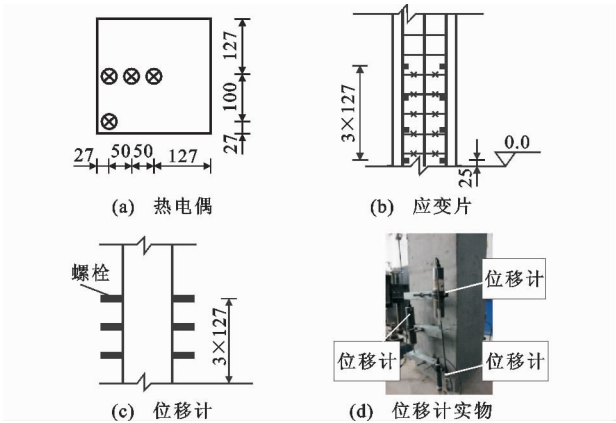 127
100
27
27 50 50 127
(a) 热电偶
3×127
0.0
25
(b) 应变片
螺栓
3×127
(c) 位移计
位移计
位移计
位移计
(d) 位移计实物